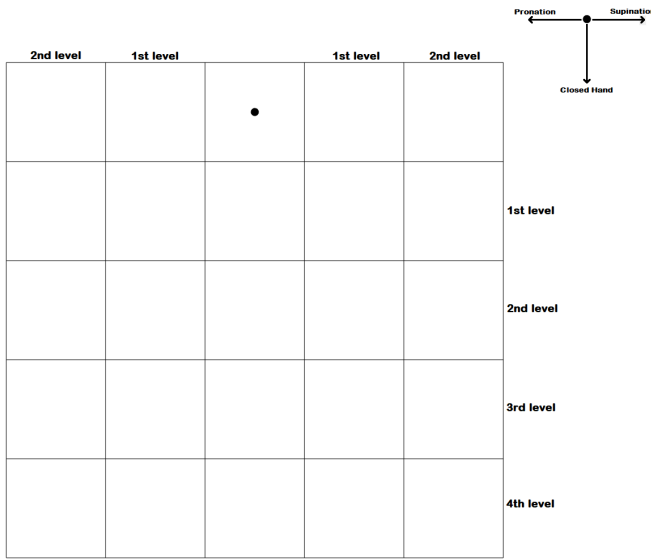 Pronation Supination
Closed Hand
2nd level 1st level 1st level 2nd level
1st level
2nd level
3rd level
4th level